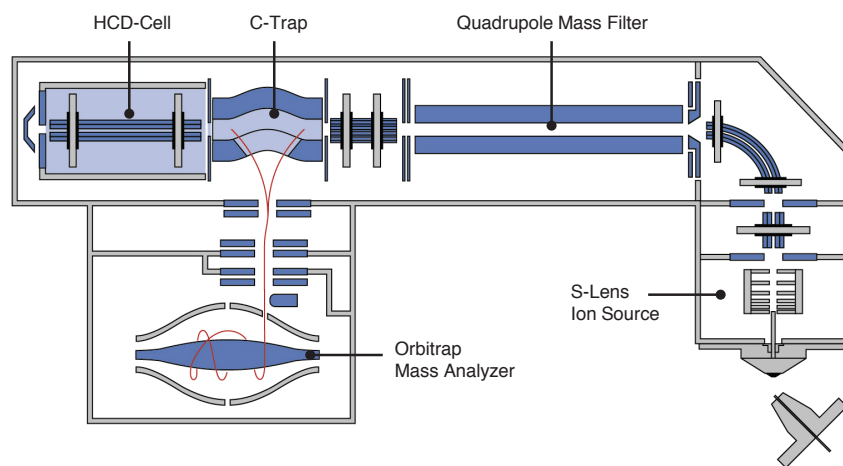 HCD-Cell
C-Trap
Quadrupole Mass Filter
S-Lens
Ion Source
Orbitrap
Mass Analyzer